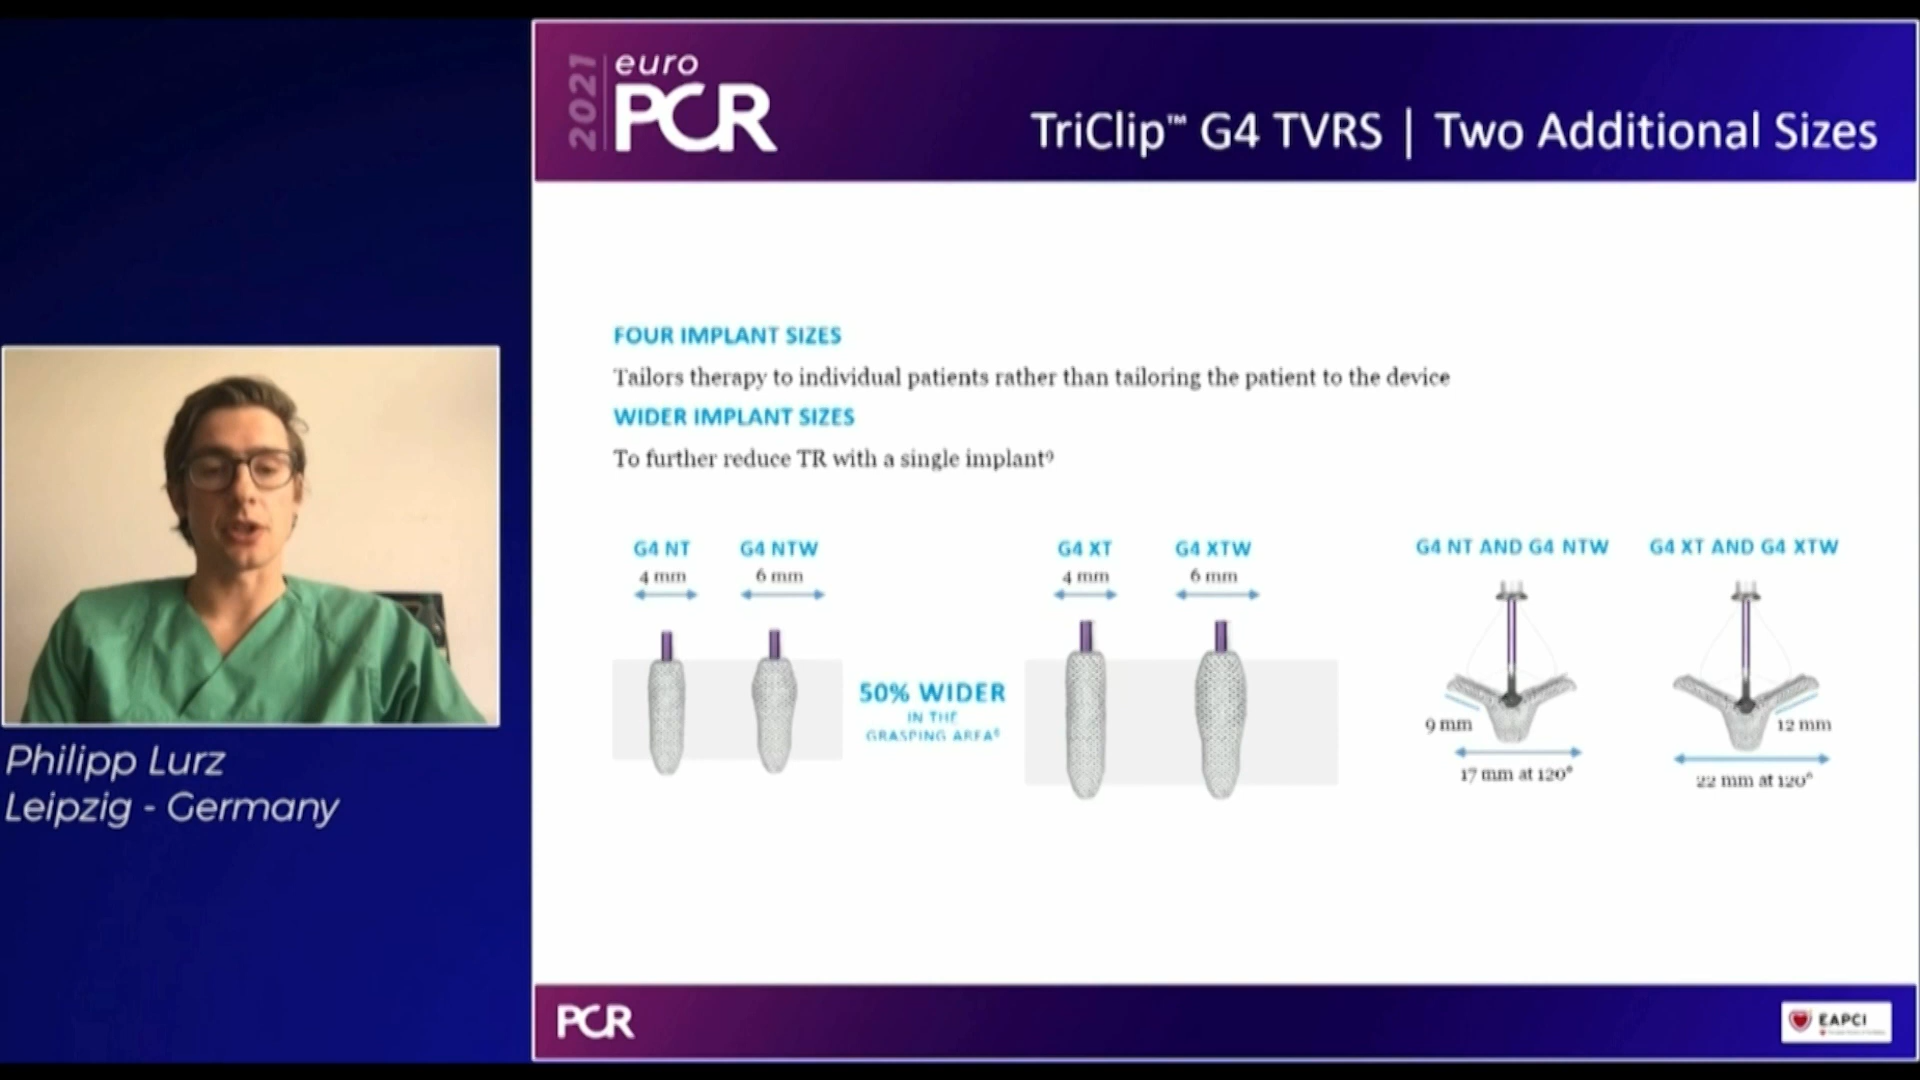 2021
euro
PCR
TriClip™ G4 TVRS | Two Additional Sizes
FOUR IMPLANT SIZES
Tailors therapy to individual patients rather than tailoring the patient to the device
WIDER IMPLANT SIZES
To further reduce TR with a single implant⁹
G4 NT
4 mm
G4 NTW
6 mm
50% WIDER
IN THE
GRASPING AREA⁶
G4 XT
4 mm
G4 XTW
6 mm
G4 NT AND G4 NTW
9 mm
17 mm at 120°
G4 XT AND G4 XTW
12 mm
22 mm at 120°
Philipp Lurz
Leipzig - Germany
PCR
EAPCI